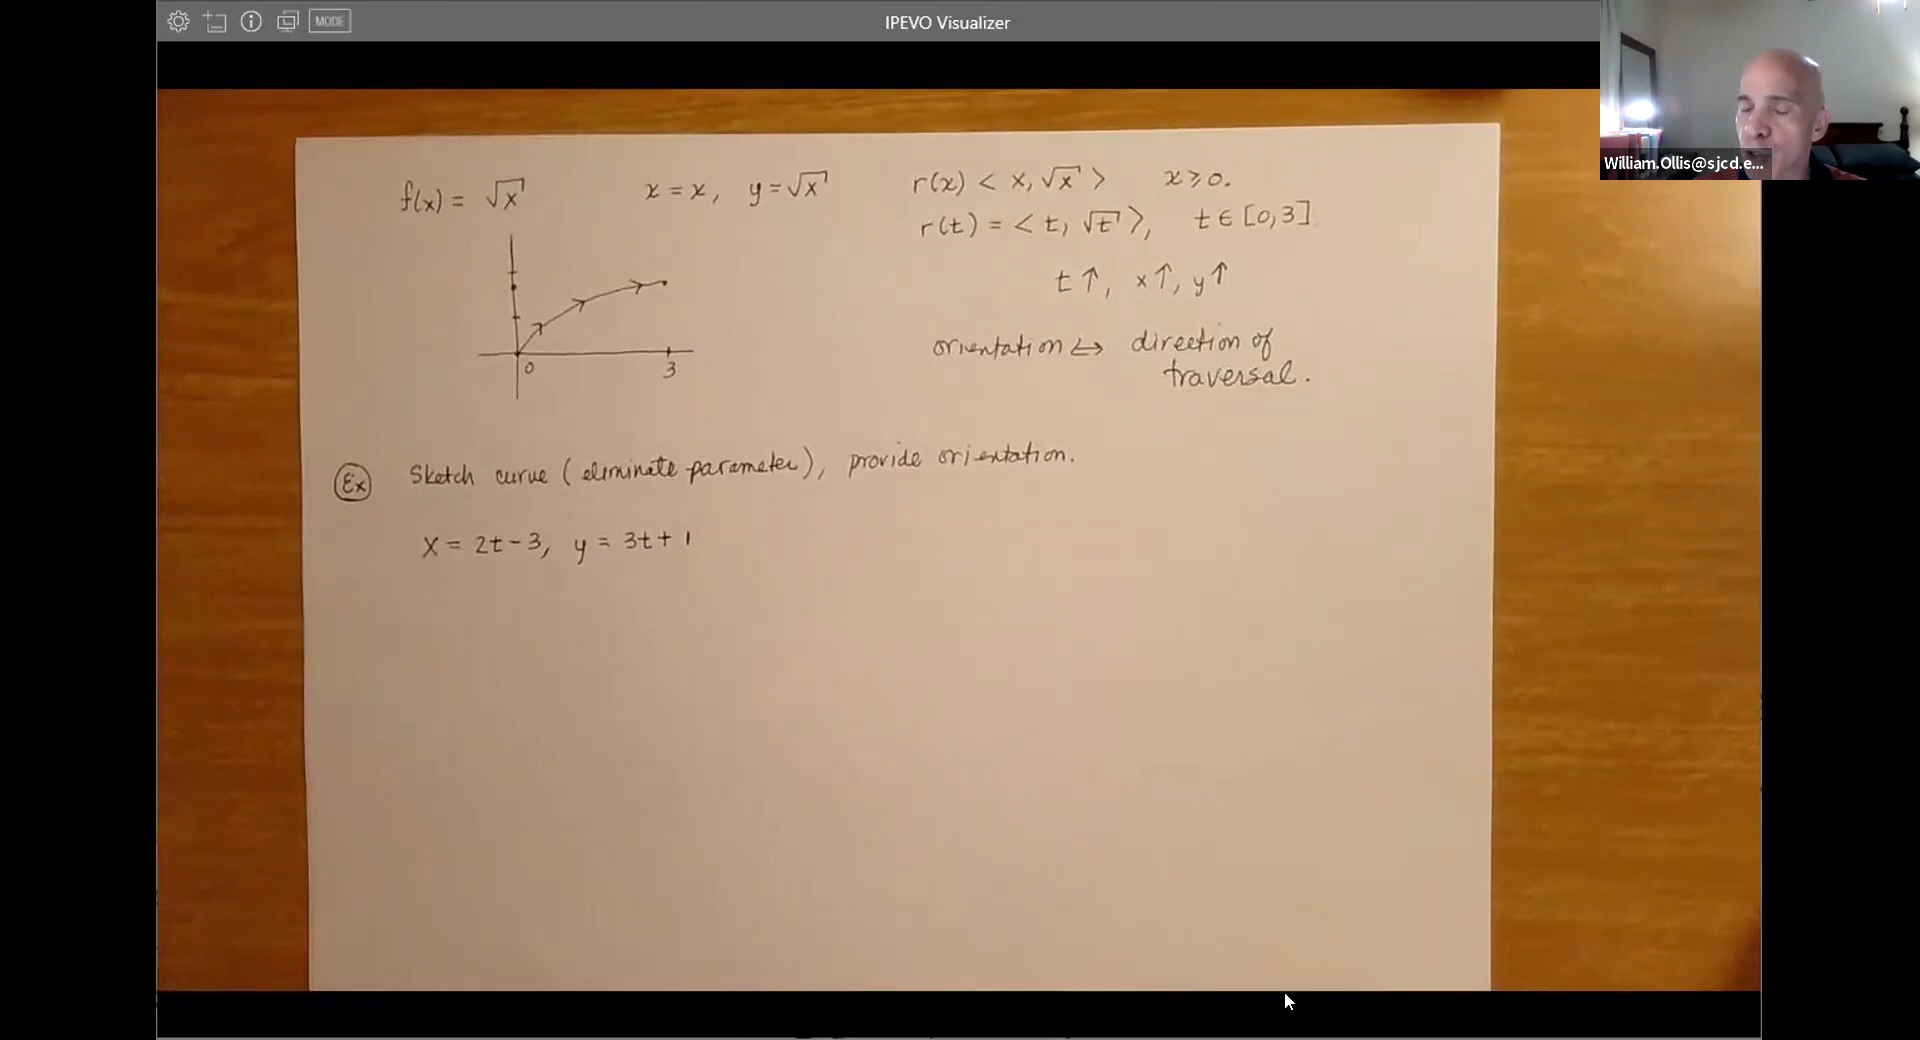 MODE
IPEVO Visualizer
William.Ollis@sjcd.e...
f(x) = √x
x = x, y = √x
r(x) < x, √x > x ≥ 0.
r(t) = < t, √t >, t ∈ [0,3]
t↑, x↑, y↑
0
3
orientation ↔ direction of
traversal.
Ex Sketch curve (eliminate parameter), provide orientation.
x = 2t - 3, y = 3t + 1